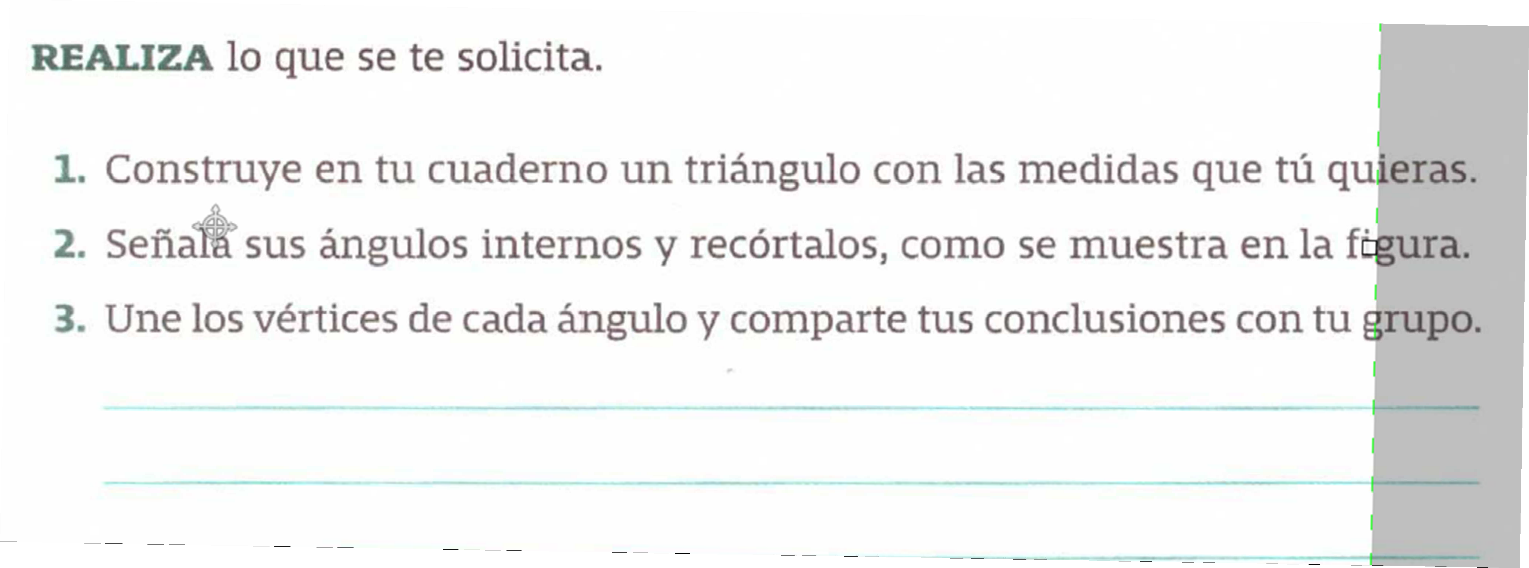 REALIZA lo que se te solicita.
1. Construye en tu cuaderno un triángulo con las medidas que tú quieras.
2. Señala sus ángulos internos y recórtalos, como se muestra en la figura.
3. Une los vértices de cada ángulo y comparte tus conclusiones con tu grupo.